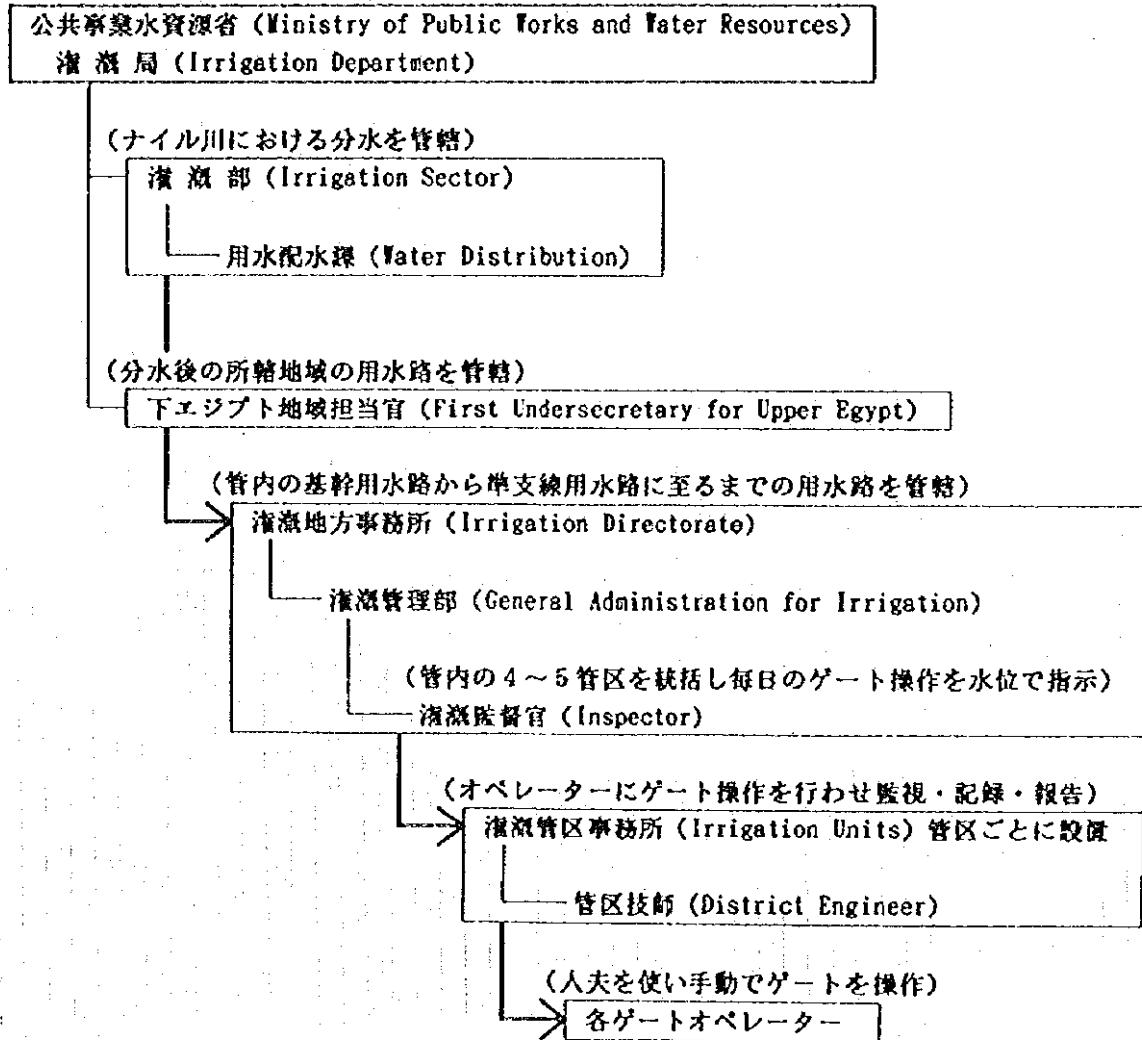 公共事業水資源省 (Ministry of Public Works and Water Resources)
灌漑局 (Irrigation Department)
(ナイル川における分水を管轄)
灌漑部 (Irrigation Sector)
用水配水課 (Water Distribution)
(分水後の所轄地域の用水路を管轄)
下エジプト地域担当官 (First Undersecretary for Upper Egypt)
(管内の基幹用水路から準支線用水路に至るまでの用水路を管轄)
灌漑地方事務所 (Irrigation Directorate)
灌漑管理部 (General Administration for Irrigation)
(管内の4~5管区を統括し毎日のゲート操作を水位で指示)
灌漑監督官 (Inspector)
(オペレーターにゲート操作を行わせ監視・記録・報告)
灌漑管区事務所 (Irrigation Units) 管区ごとに設置
管区技師 (District Engineer)
(人夫を使い手動でゲートを操作)
各ゲートオペレーター